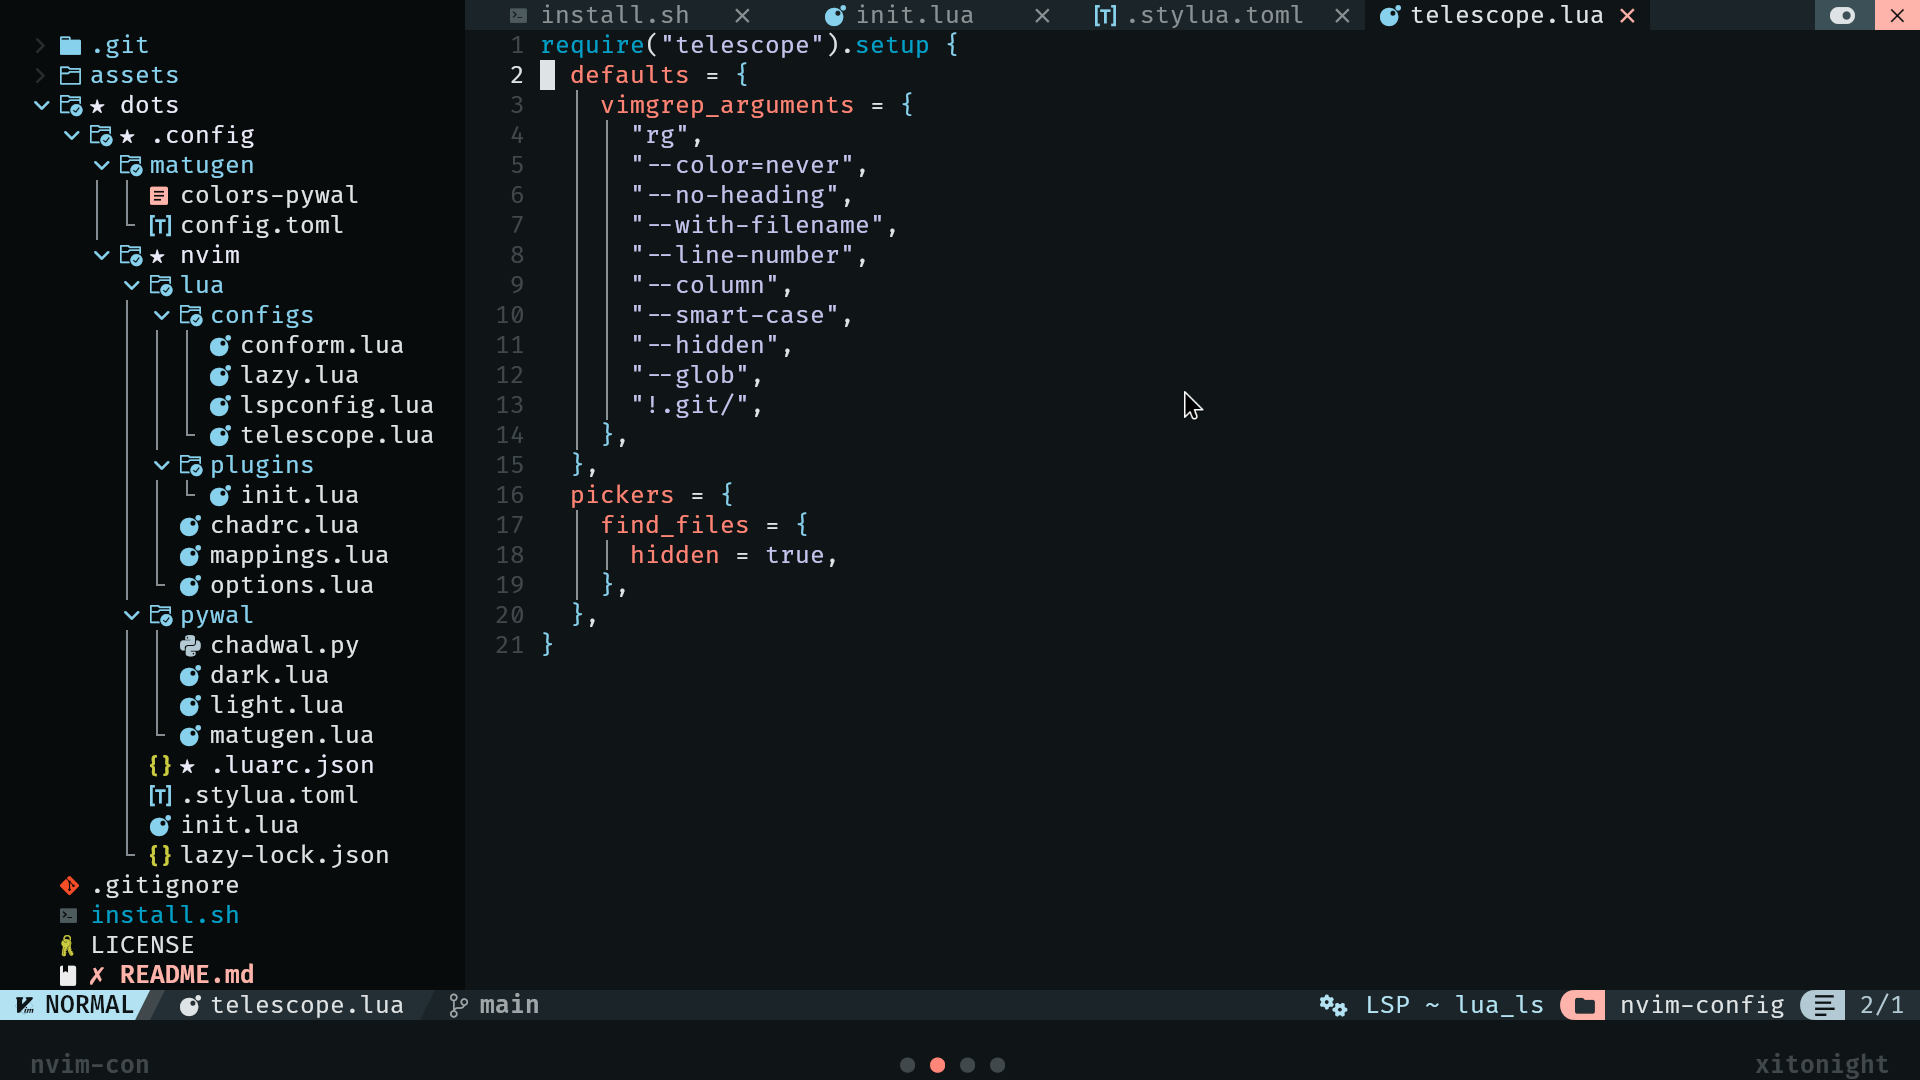 install.sh init.lua .stylua.toml telescope.lua
.git
assets
dots
.config
matugen
colors-pywal
config.toml
nvim
lua
configs
conform.lua
lazy.lua
lspconfig.lua
telescope.lua
plugins
init.lua
chadrc.lua
mappings.lua
options.lua
pywal
chadwal.py
dark.lua
light.lua
matugen.lua
.luarc.json
.stylua.toml
init.lua
lazy-lock.json
.gitignore
install.sh
LICENSE
README.md
1 require("telescope").setup {
2 defaults = {
3 vimgrep_arguments = {
4 "rg",
5 "--color=never",
6 "--no-heading",
7 "--with-filename",
8 "--line-number",
9 "--column",
10 "--smart-case",
11 "--hidden",
12 "--glob",
13 "!.git/",
14 },
15 },
16 pickers = {
17 find_files = {
18 hidden = true,
19 },
20 },
21 }
NORMAL telescope.lua main LSP ~ lua_ls nvim-config 2/1
nvim-con xitonight